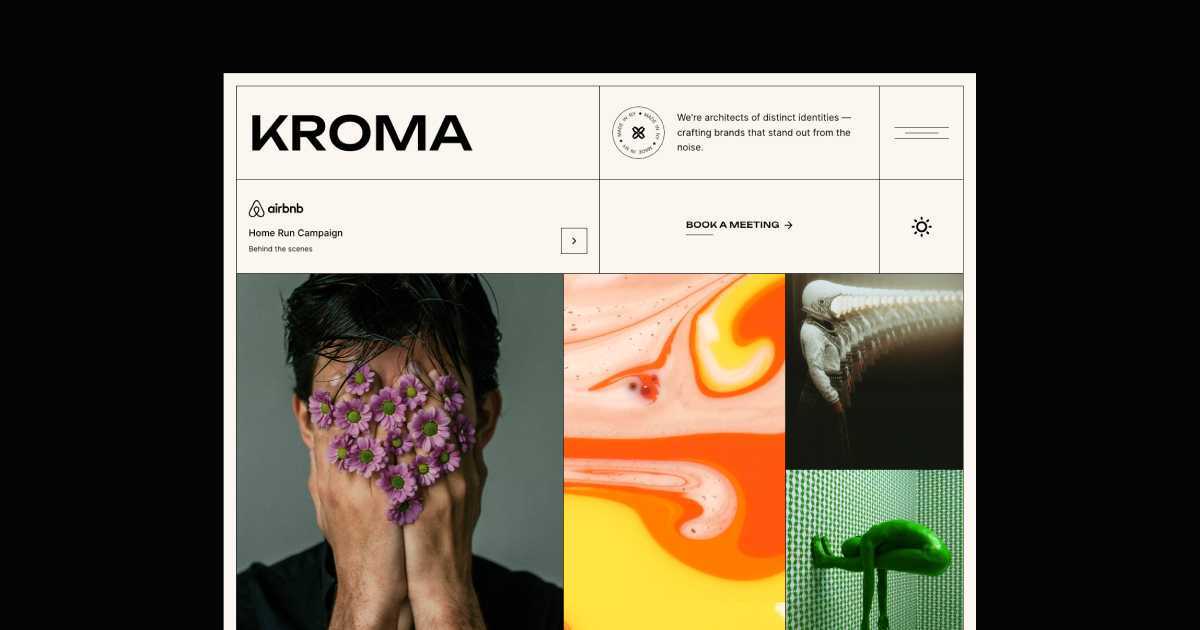 KROMA
MADE IN NY • MADE IN NY • MADE IN NY •
We're architects of distinct identities —
crafting brands that stand out from the
noise.
airbnb
Home Run Campaign
Behind the scenes
BOOK A MEETING →